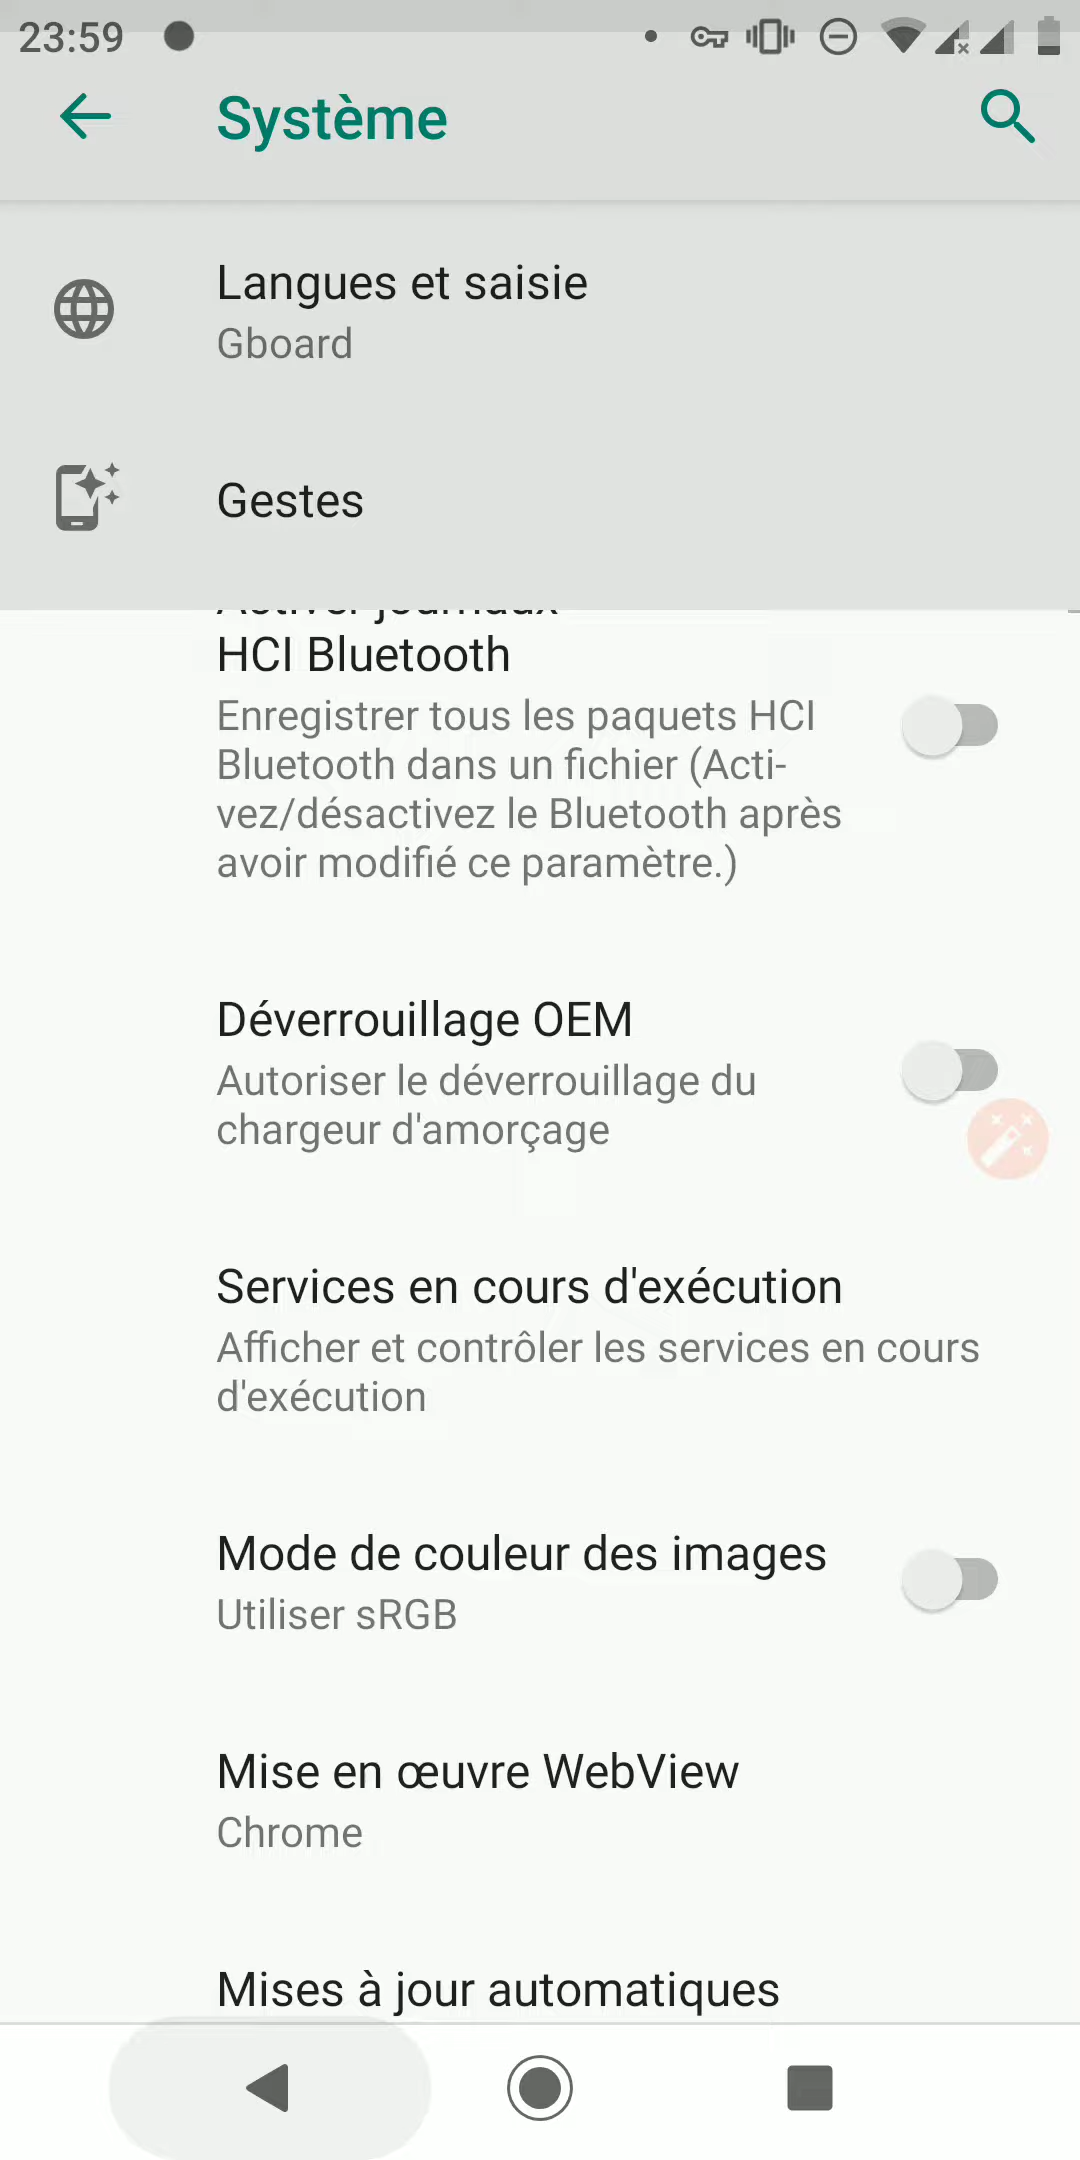 23:59
Système
Langues et saisie
Gboard
Gestes
Activer journaux
HCI Bluetooth
Enregistrer tous les paquets HCI
Bluetooth dans un fichier (Acti-
vez/désactivez le Bluetooth après
avoir modifié ce paramètre.)
Déverrouillage OEM
Autoriser le déverrouillage du
chargeur d'amorçage
Services en cours d'exécution
Afficher et contrôler les services en cours
d'exécution
Mode de couleur des images
Utiliser sRGB
Mise en œuvre WebView
Chrome
Mises à jour automatiques